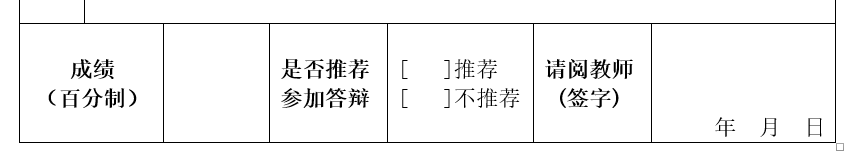 成绩
（百分制）
是否推荐
参加答辩
[ ]推荐
[ ]不推荐
请阅教师
(签字)
年 月 日